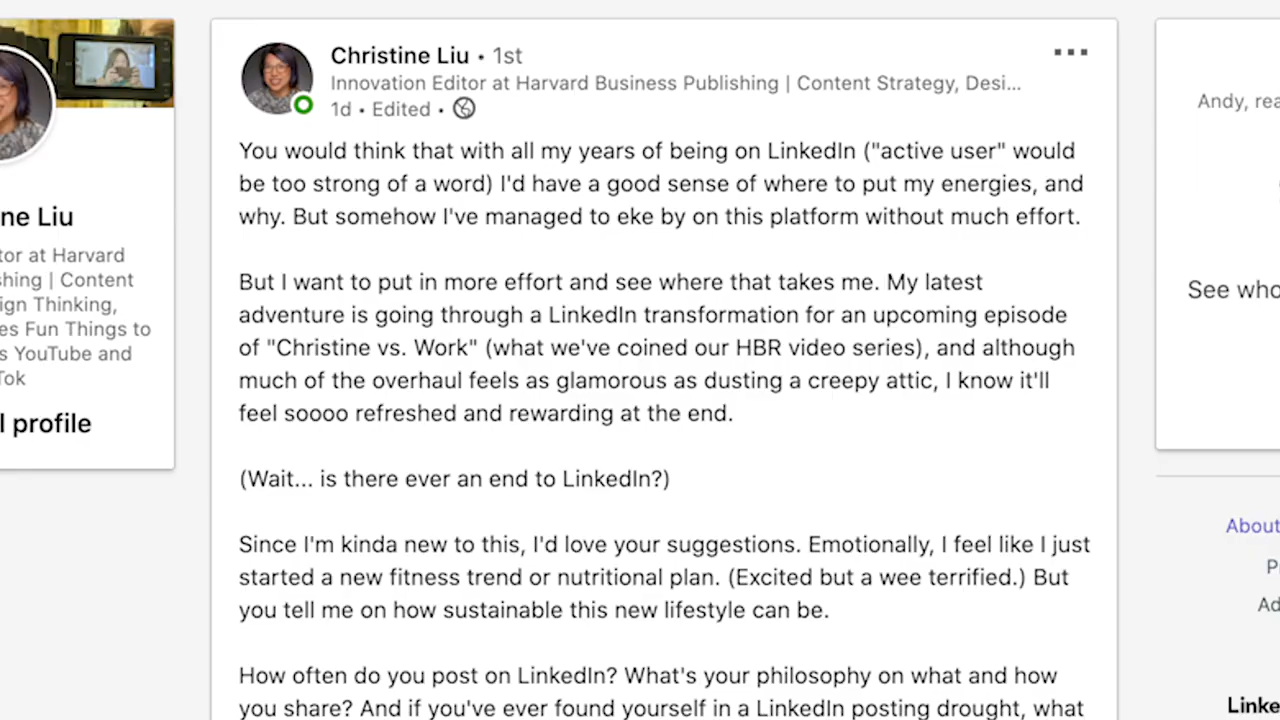 Christine Liu • 1st
Innovation Editor at Harvard Business Publishing | Content Strategy, Desi...
1d • Edited •
You would think that with all my years of being on LinkedIn ("active user" would
be too strong of a word) I'd have a good sense of where to put my energies, and
why. But somehow I've managed to eke by on this platform without much effort.
But I want to put in more effort and see where that takes me. My latest
adventure is going through a LinkedIn transformation for an upcoming episode
of "Christine vs. Work" (what we've coined our HBR video series), and although
much of the overhaul feels as glamorous as dusting a creepy attic, I know it'll
feel soooo refreshed and rewarding at the end.
(Wait... is there ever an end to LinkedIn?)
Since I'm kinda new to this, I'd love your suggestions. Emotionally, I feel like I just
started a new fitness trend or nutritional plan. (Excited but a wee terrified.) But
you tell me on how sustainable this new lifestyle can be.
How often do you post on LinkedIn? What's your philosophy on what and how
you share? And if you've ever found yourself in a LinkedIn posting drought, what
ne Liu
tor at Harvard
shing | Content
ign Thinking,
es Fun Things to
s YouTube and
Tok
l profile
Andy, rea
See who
About
P
Ad
Linke